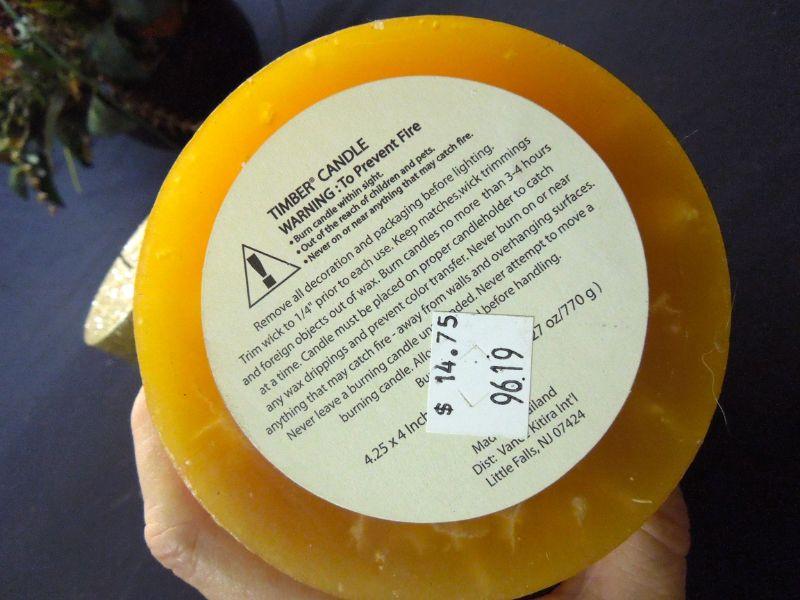 TIMBER® CANDLE
WARNING : To Prevent Fire
• Burn candle within sight.
• Out of the reach of children and pets.
• Never on or near anything that may catch fire.
Remove all decoration and packaging before lighting.
Trim wick to 1/4" prior to each use. Keep matches,wick trimmings
and foreign objects out of wax. Burn candles no more than 3-4 hours
at a time. Candle must be placed on proper candleholder to catch
any wax drippings and prevent color transfer. Never burn on or near
anything that may catch fire - away from walls and overhanging surfaces.
Never leave a burning candle Never attempt to move a
burning candle. before handling.
27 oz/770 g )
4.25 x 4
Dist: Kitira Int'l
Little Falls, NJ 07424
$ 14.75
96.19